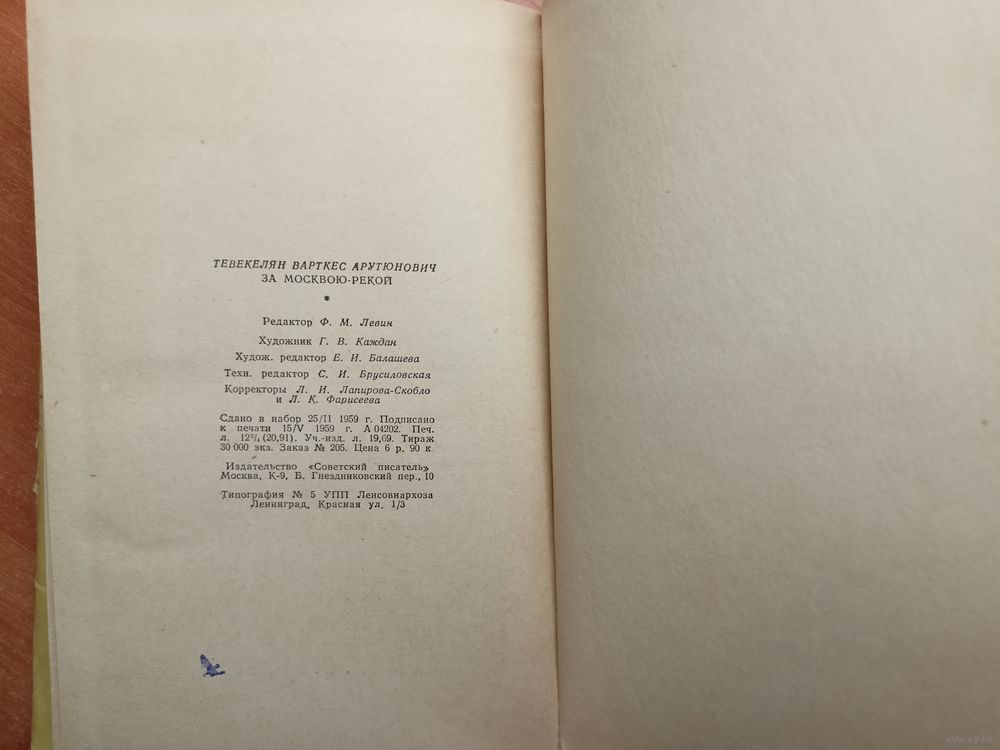 ТЕВЕКЕЛЯН ВАРТКЕС АРУТЮНОВИЧ
ЗА МОСКВОЮ-РЕКОЙ
*
Редактор Ф. М. Левин
Художник Г. В. Каждан
Худож. редактор Е. И. Балашева
Техн. редактор С. И. Брусиловская
Корректоры Л. И. Лапирова-Скобло
и Л. К. Фарисеева
Сдано в набор 25/II 1959 г. Подписано
к печати 15/V 1959 г. А 04202. Печ.
л. 12³/₄ (20,91). Уч.-изд. л. 19,69. Тираж
30 000 экз. Заказ № 205. Цена 6 р. 90 к.
Издательство «Советский писатель»
Москва, К-9, Б. Гнездниковский пер., 10
Типография № 5 УПП Ленсовнархоза
Ленинград, Красная ул. 1/3
www.ay.by